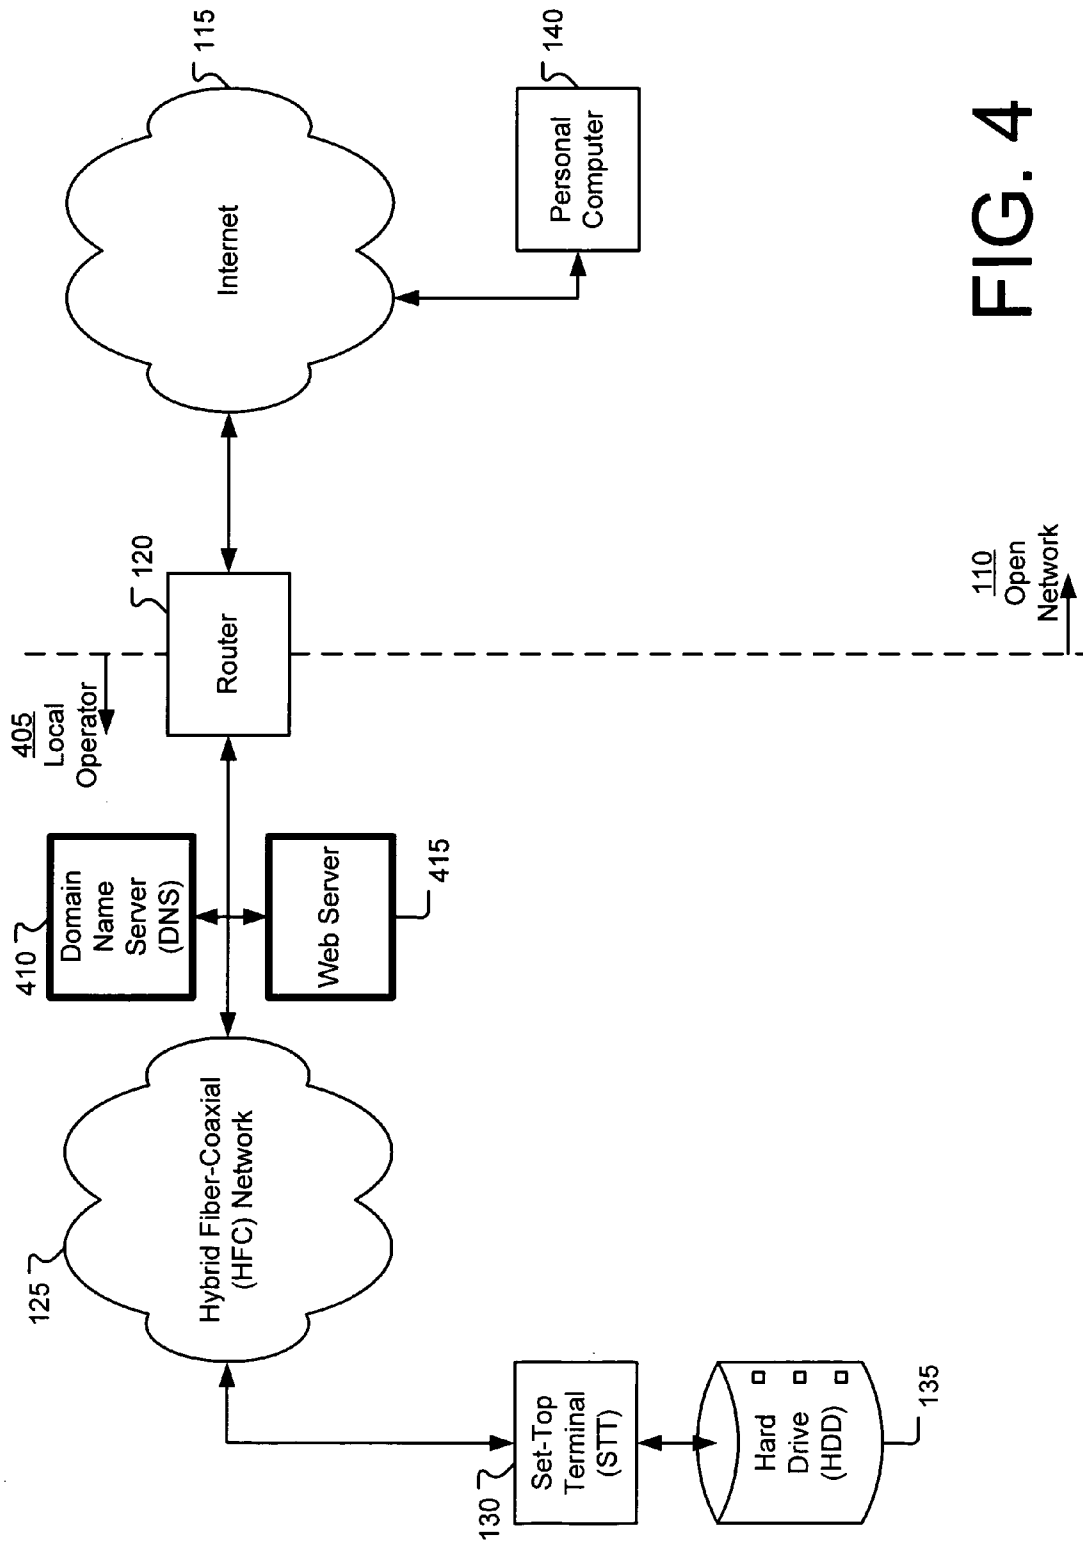 405
Local
Operator
110
Open
Network
410
Domain
Name
Server
(DNS)
120
Router
115
Internet
125
Hybrid Fiber-Coaxial
(HFC) Network
Web Server
415
130
Set-Top
Terminal
(STT)
140
Personal
Computer
Hard
Drive
(HDD)
135
FIG. 4